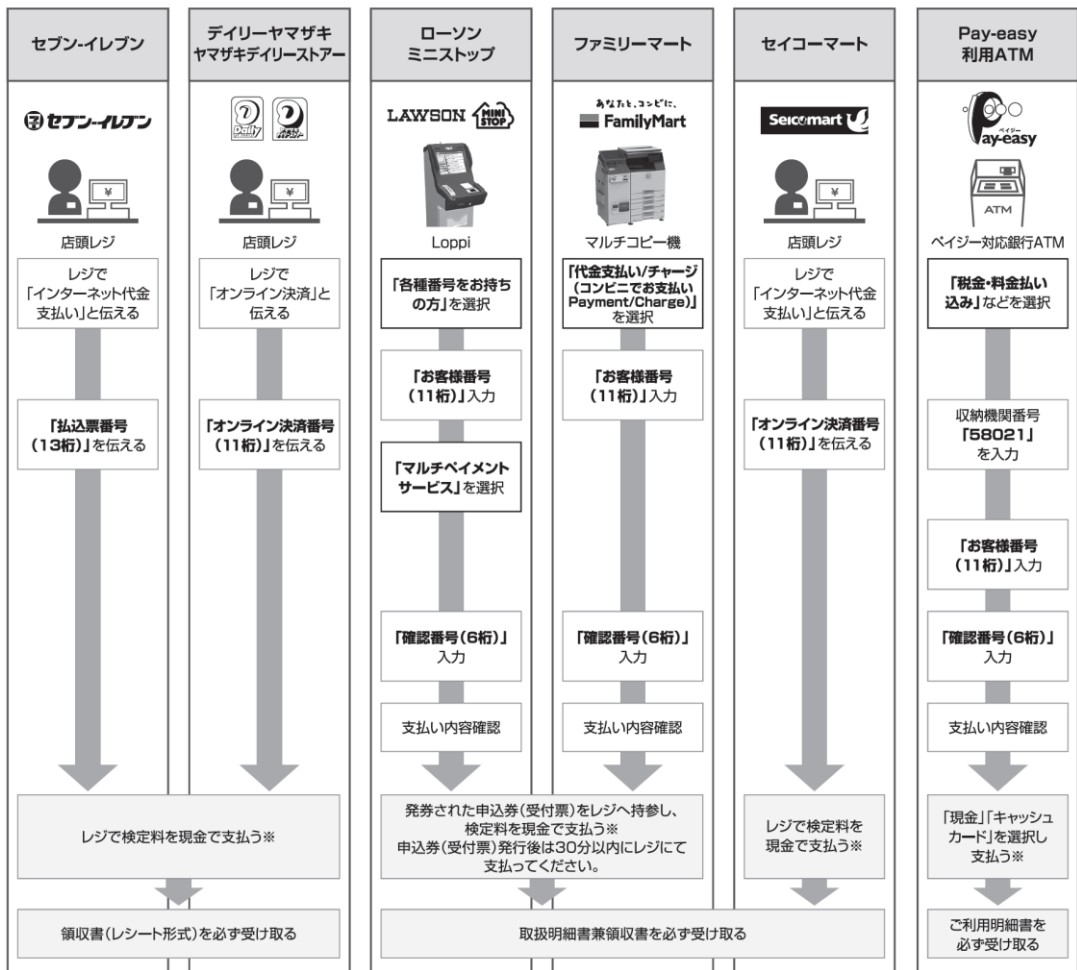 セブン-イレブン
デイリーヤマザキ
ヤマザキデイリーストアー
ローソン
ミニストップ
ファミリーマート
セイコーマート
Pay-easy
利用ATM
セブン-イレブン
Daily
LAWSON
MINI
STOP
あなたと、コンビに、
FamilyMart
Seicomart
ペイジー
Pay-easy
¥
¥
¥
ATM
店頭レジ
店頭レジ
Loppi
マルチコピー機
店頭レジ
ペイジー対応銀行ATM
レジで
「インターネット代金
支払い」と伝える
レジで
「オンライン決済」と
伝える
「各種番号をお持ち
の方」を選択
「代金支払い/チャージ
(コンビニでお支払い
Payment/Charge)」
を選択
レジで
「インターネット代金
支払い」と伝える
「税金・料金払い
込み」などを選択
「お客様番号
(11桁)」入力
「お客様番号
(11桁)」入力
「払込票番号
(13桁)」を伝える
「オンライン決済番号
(11桁)」を伝える
「マルチペイメント
サービス」を選択
「オンライン決済番号
(11桁)」を伝える
収納機関番号
「58021」
を入力
「お客様番号
(11桁)」入力
「確認番号(6桁)」
入力
「確認番号(6桁)」
入力
「確認番号(6桁)」
入力
支払い内容確認
支払い内容確認
支払い内容確認
レジで検定料を現金で支払う※
発券された申込券(受付票)をレジへ持参し、
検定料を現金で支払う※
申込券(受付票)発行後は30分以内にレジにて
支払ってください。
レジで検定料を
現金で支払う※
「現金」「キャッシュ
カード」を選択し
支払う※
領収書(レシート形式)を必ず受け取る
取扱明細書兼領収書を必ず受け取る
ご利用明細書を
必ず受け取る